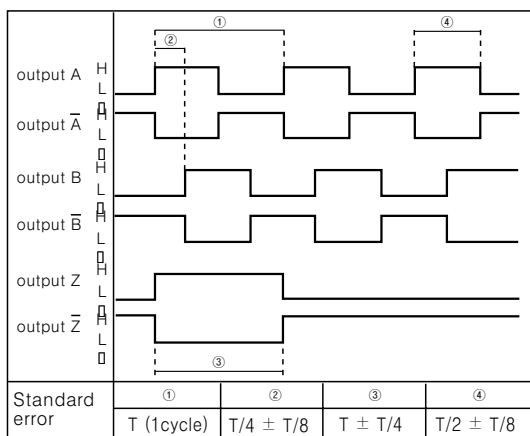 ① ④
②
output A H
L
output A̅ H
L
output B H
L
output B̅ H
L
output Z H
L
output Z̅ H
L
③
Standard error ① ② ③ ④
T (1cycle) T/4 ± T/8 T ± T/4 T/2 ± T/8